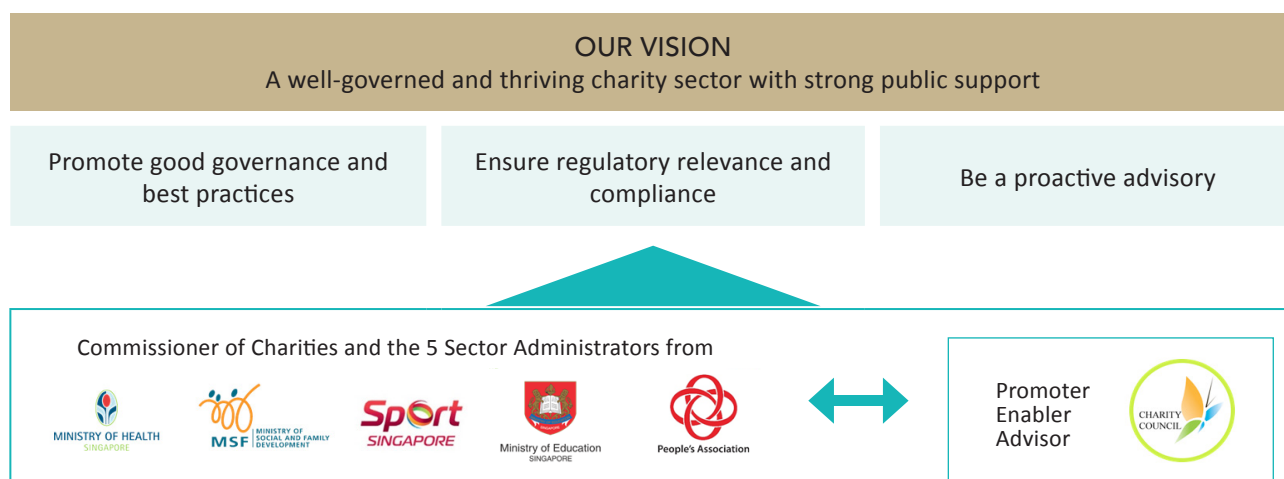 OUR VISION
A well-governed and thriving charity sector with strong public support
Promote good governance and
best practices
Ensure regulatory relevance and
compliance
Be a proactive advisory
Commissioner of Charities and the 5 Sector Administrators from
MINISTRY OF HEALTH
SINGAPORE
MSF
MINISTRY OF
SOCIAL AND FAMILY
DEVELOPMENT
Sport
SINGAPORE
Ministry of Education
SINGAPORE
People's Association
Promoter
Enabler
Advisor
CHARITY
COUNCIL